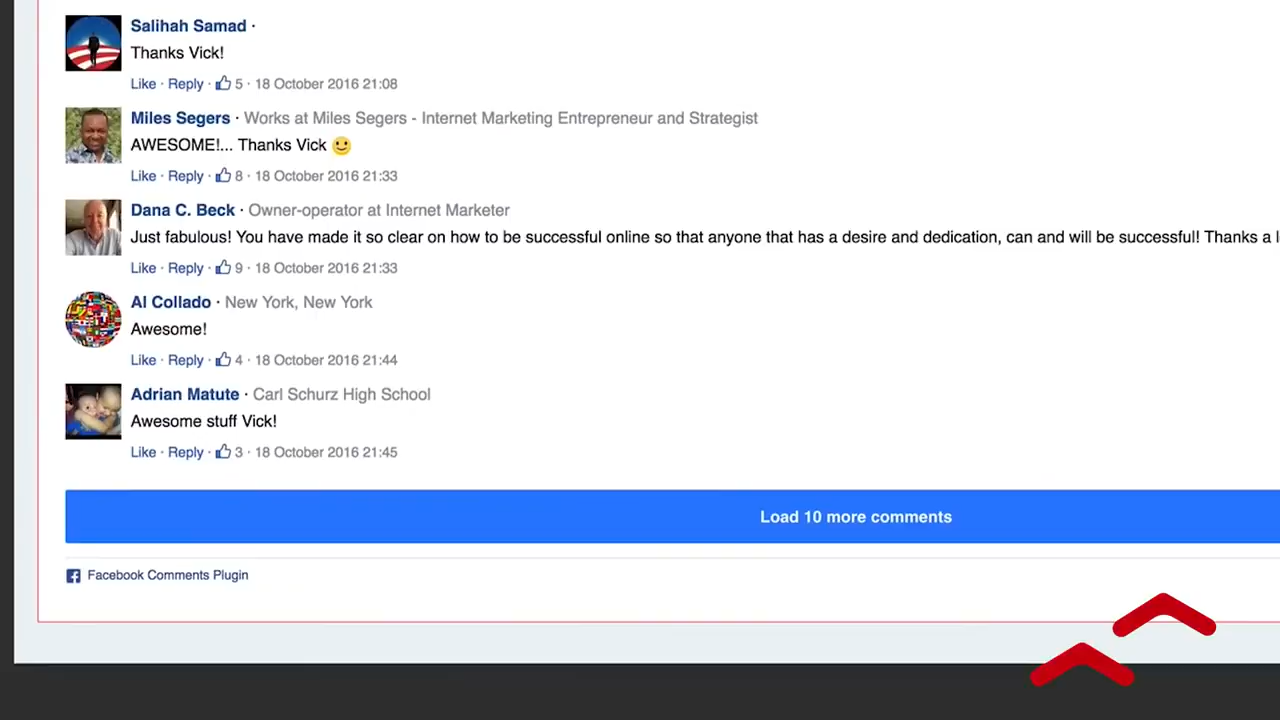 Salihah Samad ·
Thanks Vick!
Like · Reply · 5 · 18 October 2016 21:08
Miles Segers · Works at Miles Segers - Internet Marketing Entrepreneur and Strategist
AWESOME!... Thanks Vick 🙂
Like · Reply · 8 · 18 October 2016 21:33
Dana C. Beck · Owner-operator at Internet Marketer
Just fabulous! You have made it so clear on how to be successful online so that anyone that has a desire and dedication, can and will be successful! Thanks a
Like · Reply · 9 · 18 October 2016 21:33
Al Collado · New York, New York
Awesome!
Like · Reply · 4 · 18 October 2016 21:44
Adrian Matute · Carl Schurz High School
Awesome stuff Vick!
Like · Reply · 3 · 18 October 2016 21:45
Load 10 more comments
Facebook Comments Plugin